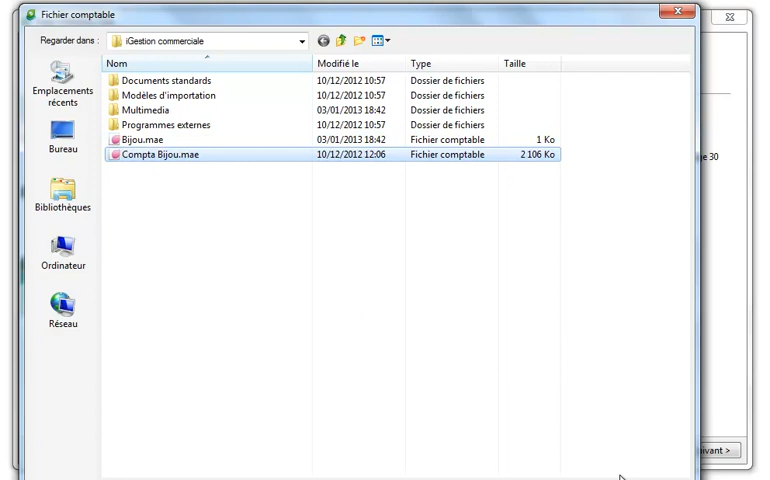 Fichier comptable
Regarder dans : iGestion commerciale
Nom Modifié le Type Taille
Documents standards 10/12/2012 10:57 Dossier de fichiers
Modèles d'importation 10/12/2012 10:57 Dossier de fichiers
Multimedia 03/01/2013 18:42 Dossier de fichiers
Programmes externes 10/12/2012 10:57 Dossier de fichiers
Bijou.mae 03/01/2013 18:42 Fichier comptable 1 Ko
Compta Bijou.mae 10/12/2012 12:06 Fichier comptable 2 106 Ko
Emplacements
récents
Bureau
Bibliothèques
Ordinateur
Réseau
30
ivant >